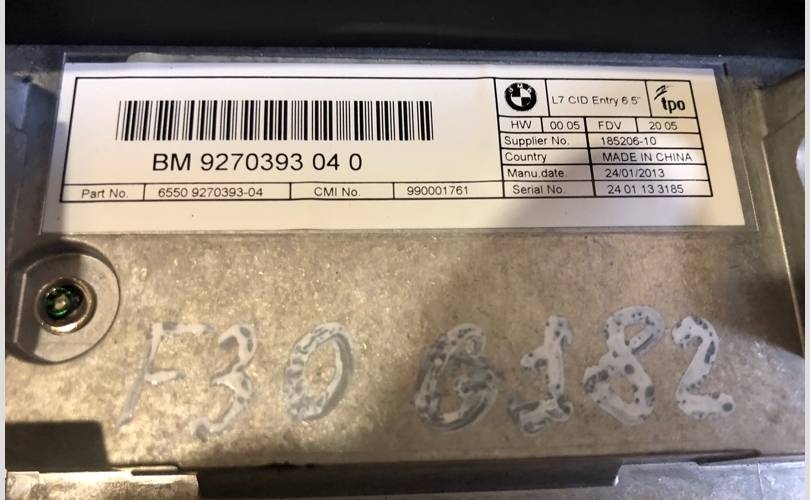 BMW
L7 CID Entry 6 5"
tpo
HW 00 05 FDV 20 05
Supplier No. 185206-10
Country MADE IN CHINA
Manu.date. 24/01/2013
Serial No. 24 01 13 3185
BM 9270393 04 0
Part No. 6550 9270393-04 CMI No. 990001761
F30 G182